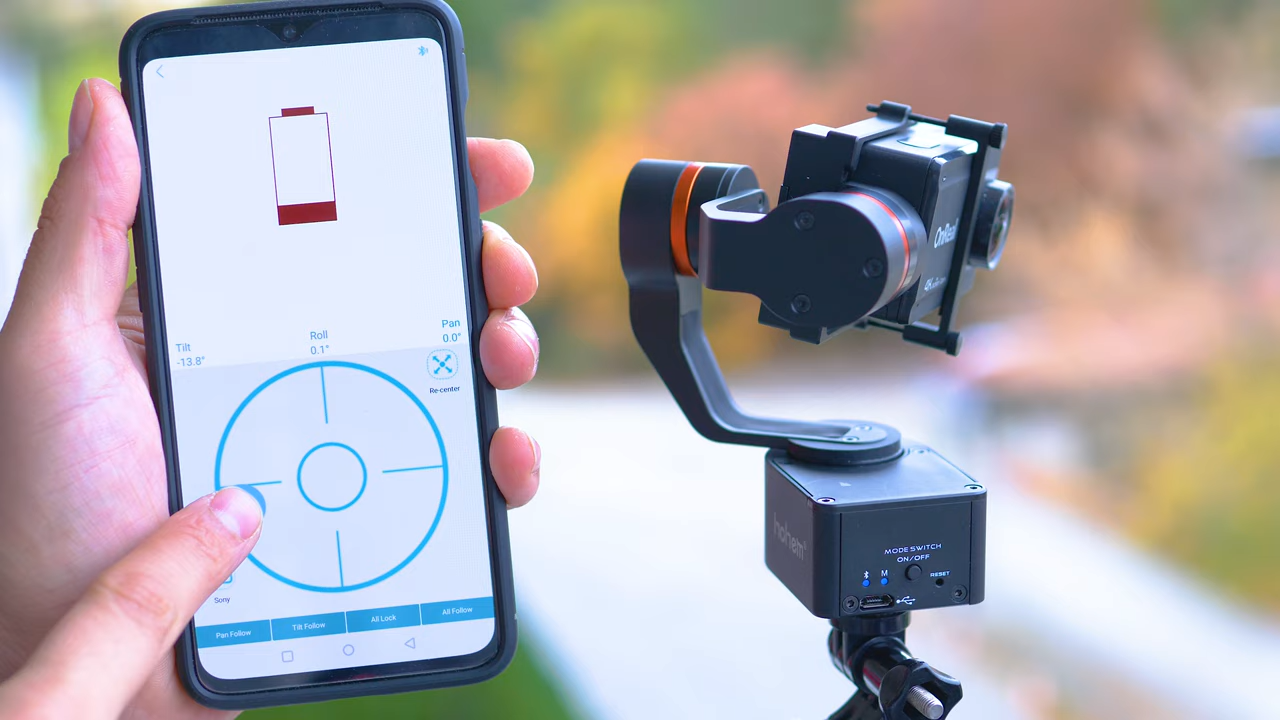 Tilt
-13.8°
Roll
0.1°
Pan
0.0°
Re-center
Sony
Pan Follow
Tilt Follow
All Lock
All Follow
OnReal
hohem
MODE SWITCH
ON/OFF
M
RESET